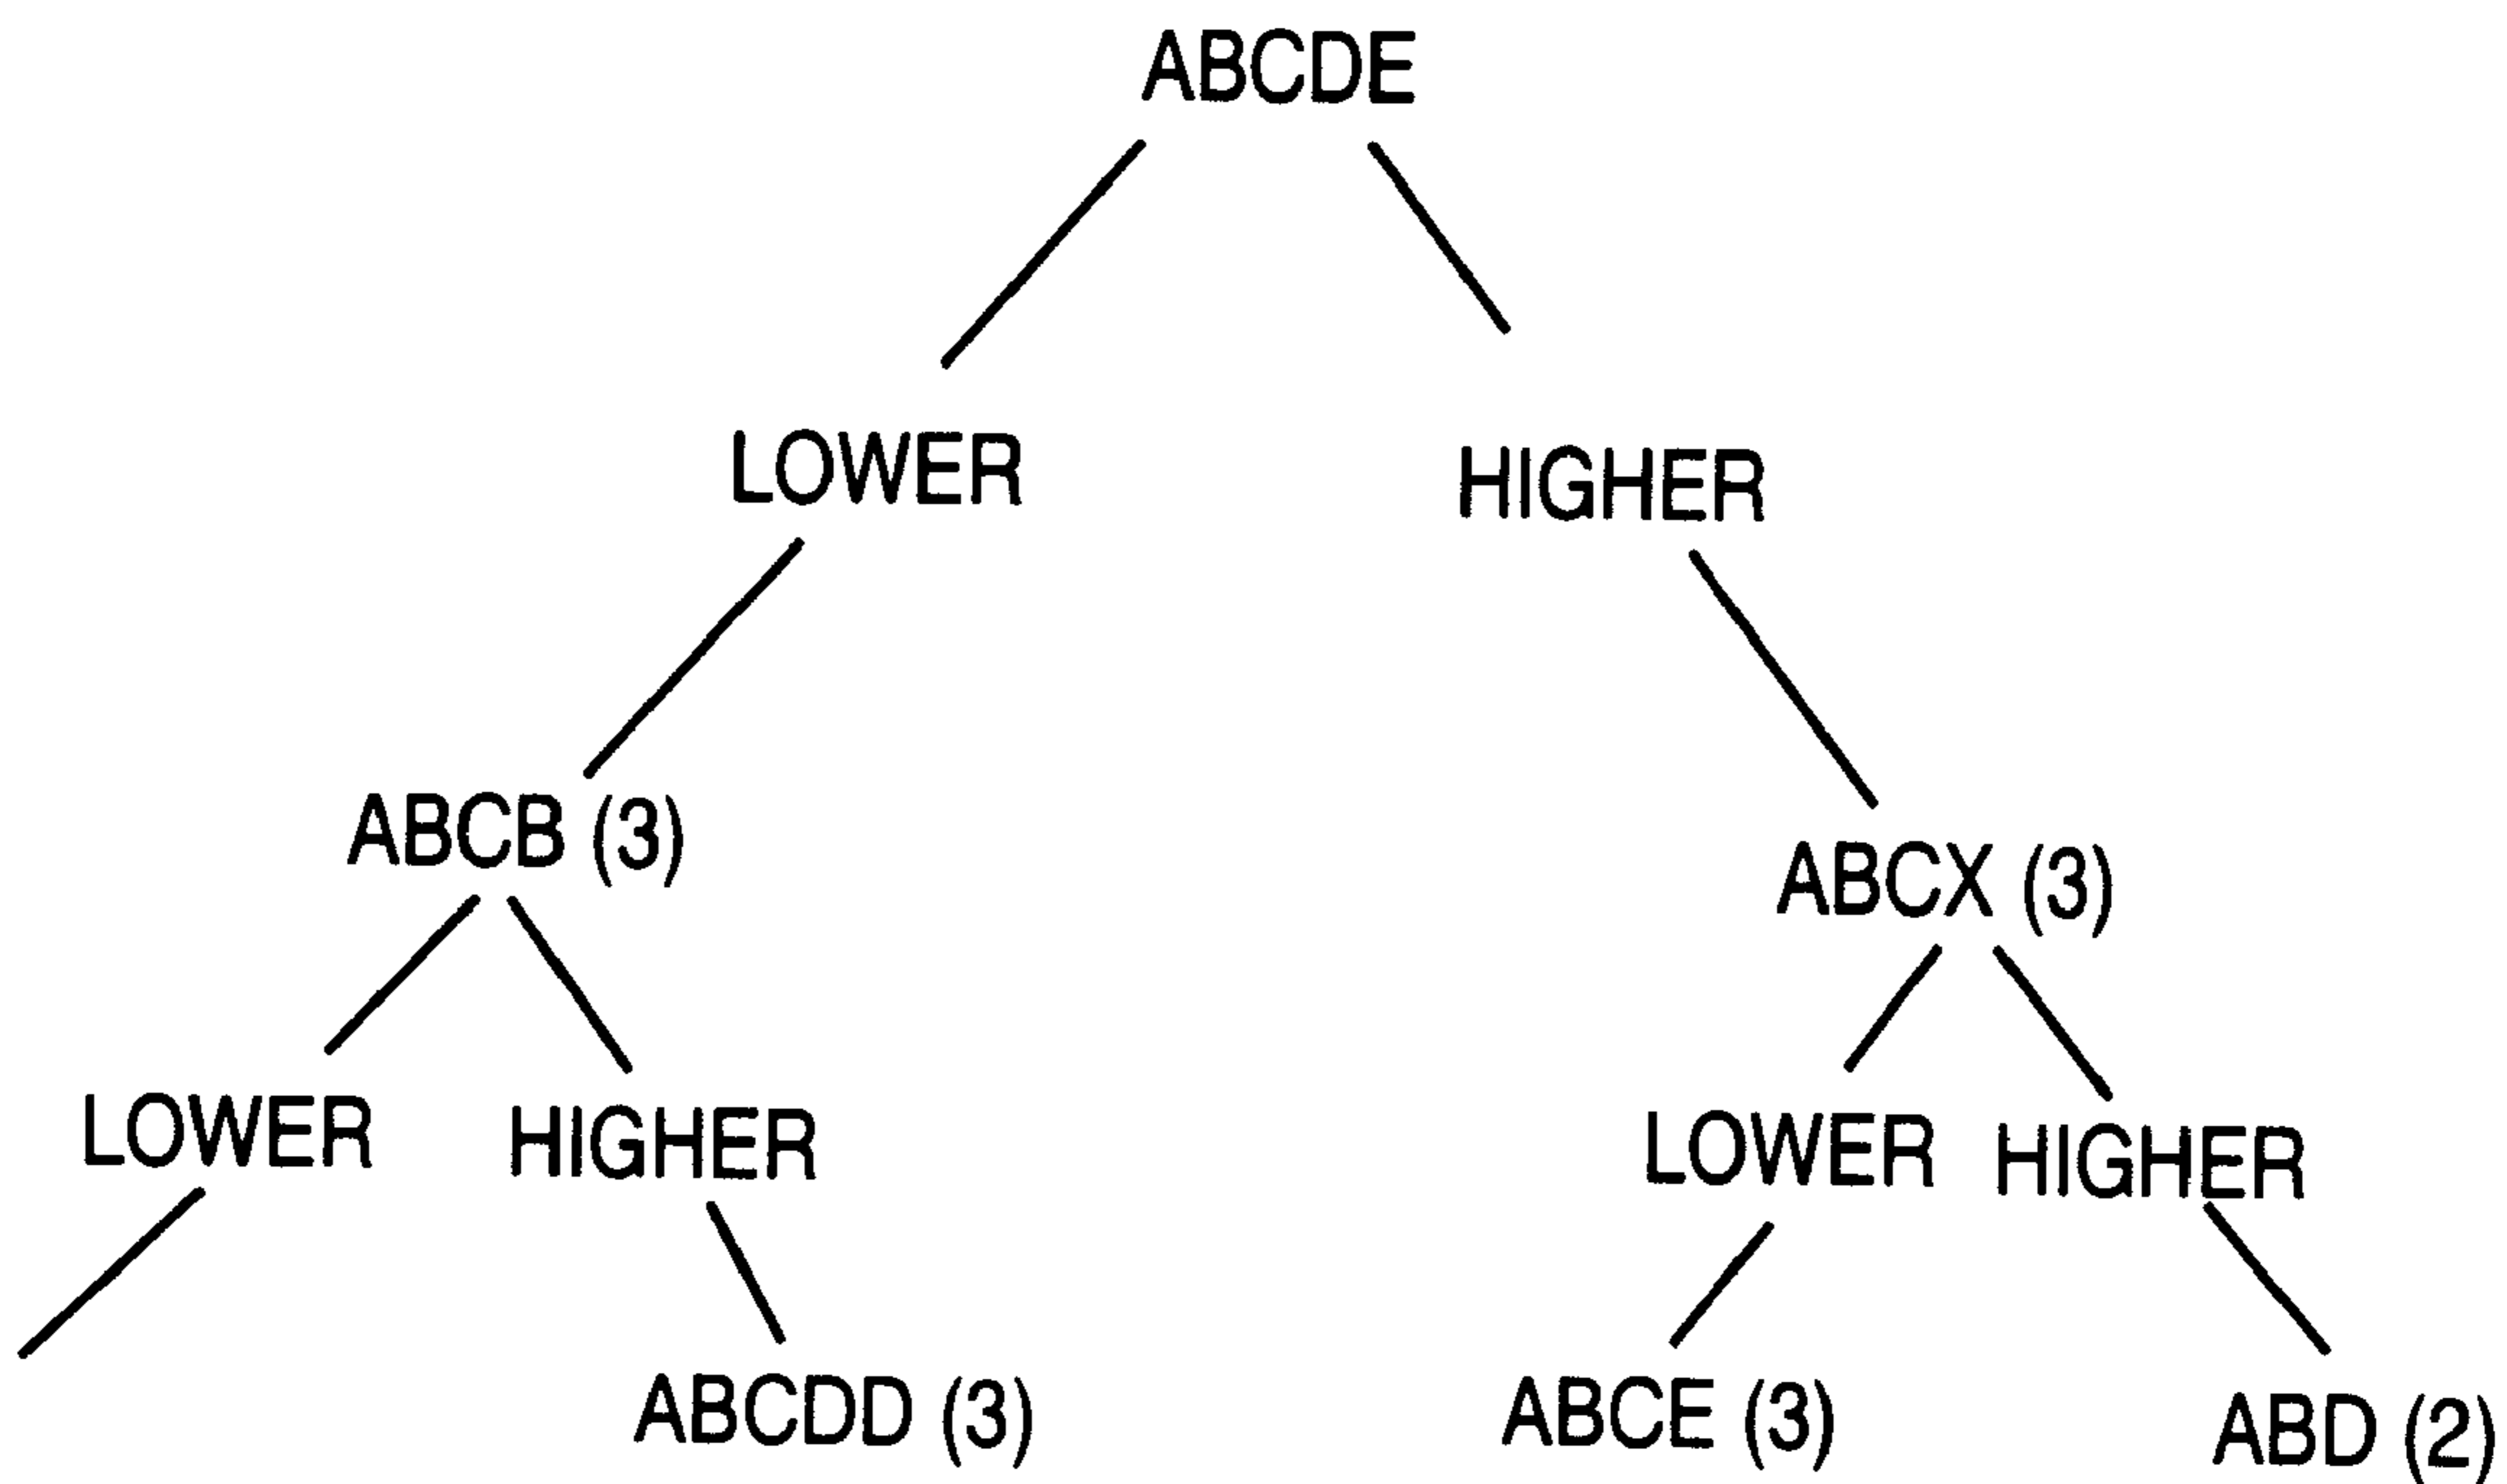 ABCDE
LOWER
HIGHER
ABCB (3)
ABCX (3)
LOWER
HIGHER
LOWER
HIGHER
ABCDD (3)
ABCE (3)
ABD (2)